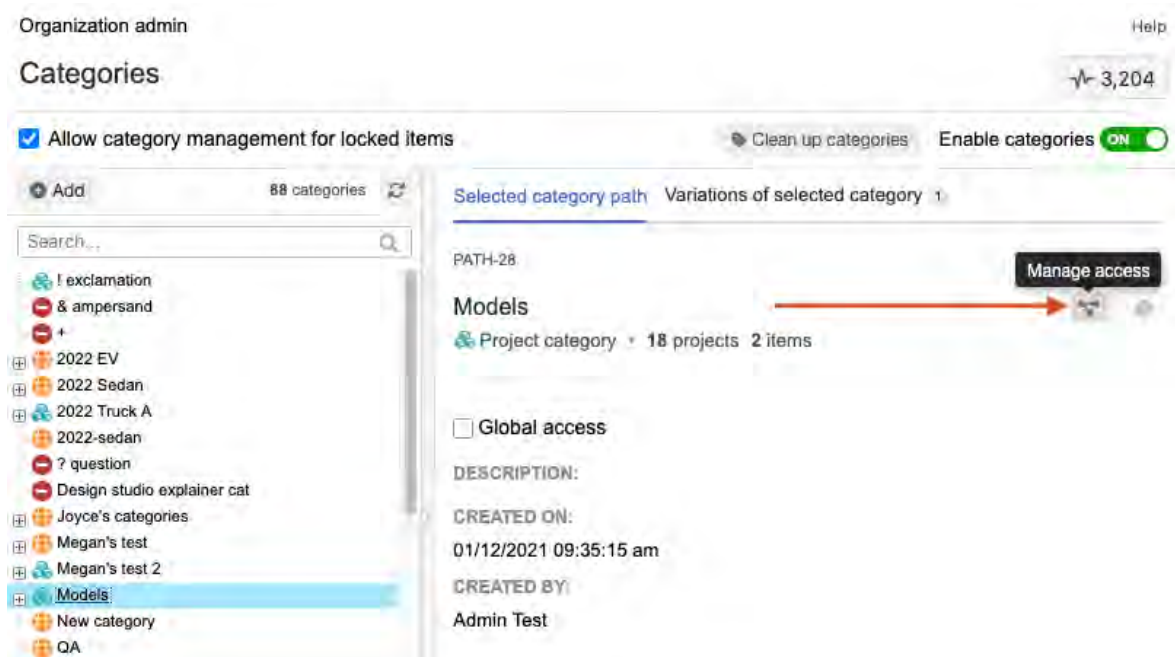 Organization admin
Help
Categories
3,204
Allow category management for locked items
Clean up categories
Enable categories ON
Add
88 categories
Search...
! exclamation
& ampersand
+
2022 EV
2022 Sedan
2022 Truck A
2022-sedan
? question
Design studio explainer cat
Joyce's categories
Megan's test
Megan's test 2
Models
New category
QA
Selected category path
Variations of selected category 1
PATH-28
Manage access
Models
Project category • 18 projects 2 items
Global access
DESCRIPTION:
CREATED ON:
01/12/2021 09:35:15 am
CREATED BY:
Admin Test